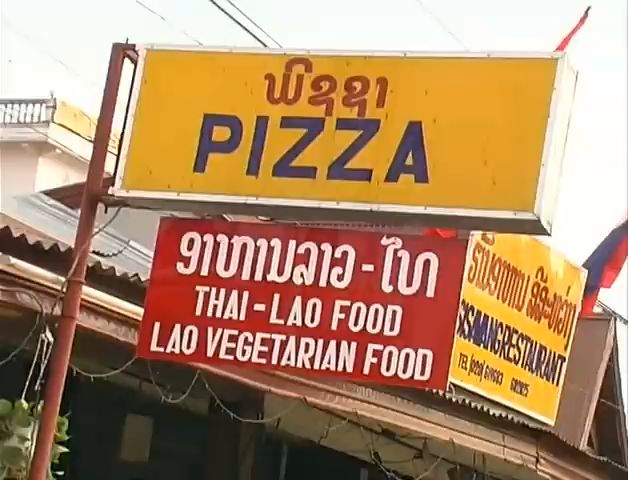 ພິຊຊາ
PIZZA
ອາຫານລາວ - ໄທ
THAI - LAO FOOD
LAO VEGETARIAN FOOD
RESTAURANT